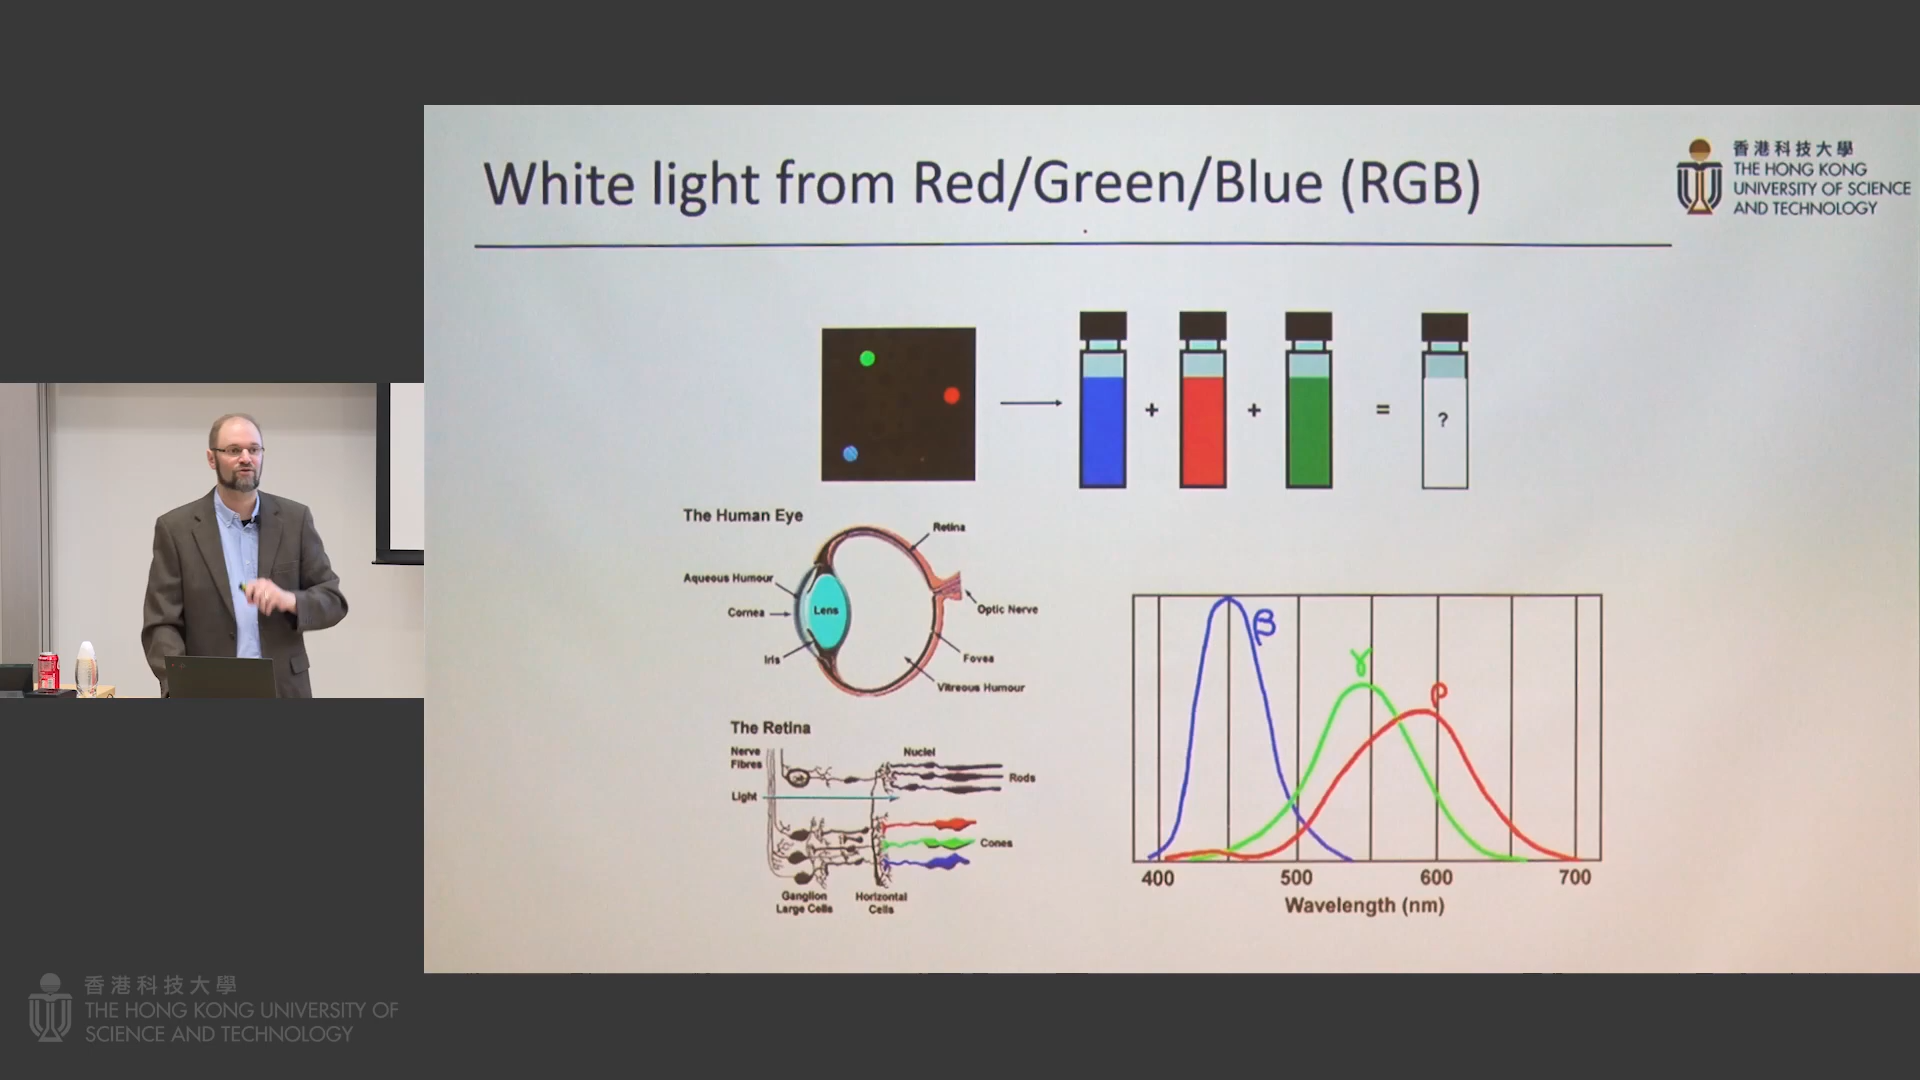 White light from Red/Green/Blue (RGB)
香港科技大學
THE HONG KONG
UNIVERSITY OF SCIENCE
AND TECHNOLOGY
+ + = ?
The Human Eye
Retina
Aqueous Humour
Cornea
Lens
Optic Nerve
Iris
Fovea
Vitreous Humour
The Retina
Nerve
Fibres
Nuclei
Rods
Light
Cones
Ganglion
Large Cells
Horizontal
Cells
β
γ
ρ
400 500 600 700
Wavelength (nm)
香港科技大學
THE HONG KONG UNIVERSITY OF
SCIENCE AND TECHNOLOGY